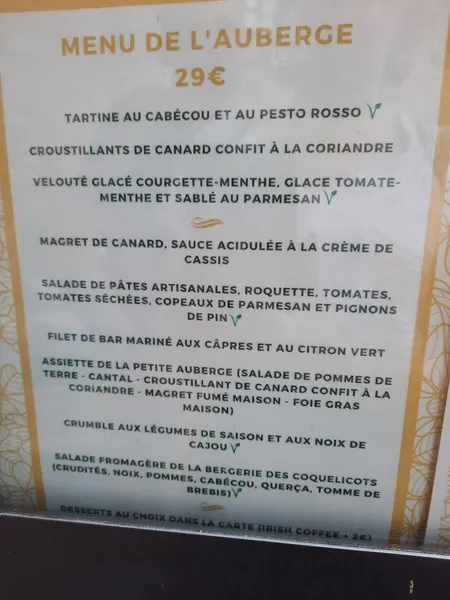 MENU DE L'AUBERGE
29€
TARTINE AU CABÉCOU ET AU PESTO ROSSO
CROUSTILLANTS DE CANARD CONFIT À LA CORIANDRE
VELOUTÉ GLACÉ COURGETTE-MENTHE, GLACE TOMATE-
MENTHE ET SABLÉ AU PARMESAN
MAGRET DE CANARD, SAUCE ACIDULÉE À LA CRÈME DE
CASSIS
SALADE DE PÂTES ARTISANALES, ROQUETTE, TOMATES,
TOMATES SÉCHÉES, COPEAUX DE PARMESAN ET PIGNONS
DE PIN
FILET DE BAR MARINÉ AUX CÂPRES ET AU CITRON VERT
ASSIETTE DE LA PETITE AUBERGE (SALADE DE POMMES DE
TERRE - CANTAL - CROUSTILLANT DE CANARD CONFIT À LA
CORIANDRE - MAGRET FUMÉ MAISON - FOIE GRAS
MAISON)
CRUMBLE AUX LÉGUMES DE SAISON ET AUX NOIX DE
CAJOU
SALADE FROMAGÈRE DE LA BERGERIE DES COQUELICOTS
(CRUDITÉS, NOIX, POMMES, CABÉCOU, QUERÇA, TOMME DE
BREBIS)
DESSERTS AU CHOIX DANS LA CARTE (IRISH COFFEE + 2€)